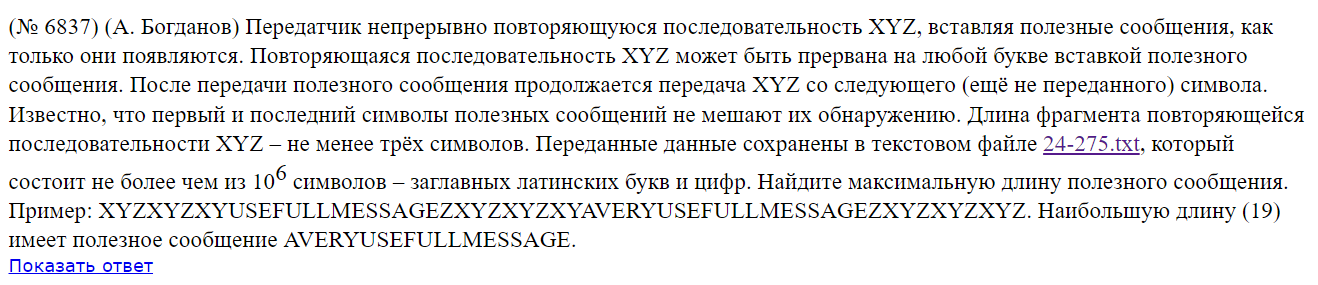 (№ 6837) (А. Богданов) Передатчик непрерывно повторяющуюся последовательность XYZ, вставляя полезные сообщения, как
только они появляются. Повторяющаяся последовательность XYZ может быть прервана на любой букве вставкой полезного
сообщения. После передачи полезного сообщения продолжается передача XYZ со следующего (ещё не переданного) символа.
Известно, что первый и последний символы полезных сообщений не мешают их обнаружению. Длина фрагмента повторяющейся
последовательности XYZ – не менее трёх символов. Переданные данные сохранены в текстовом файле 24-275.txt, который
состоит не более чем из 10⁶ символов – заглавных латинских букв и цифр. Найдите максимальную длину полезного сообщения.
Пример: XYZXYZXYUSEFULLMESSAGEZXYZXYZXYAVERYUSEFULLMESSAGEZXYZXYZXYZ. Наибольшую длину (19)
имеет полезное сообщение AVERYUSEFULLMESSAGE.
Показать ответ